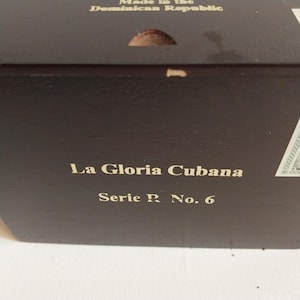 Made in the
Dominican Republic
La Gloria Cubana
Serie R. No. 6